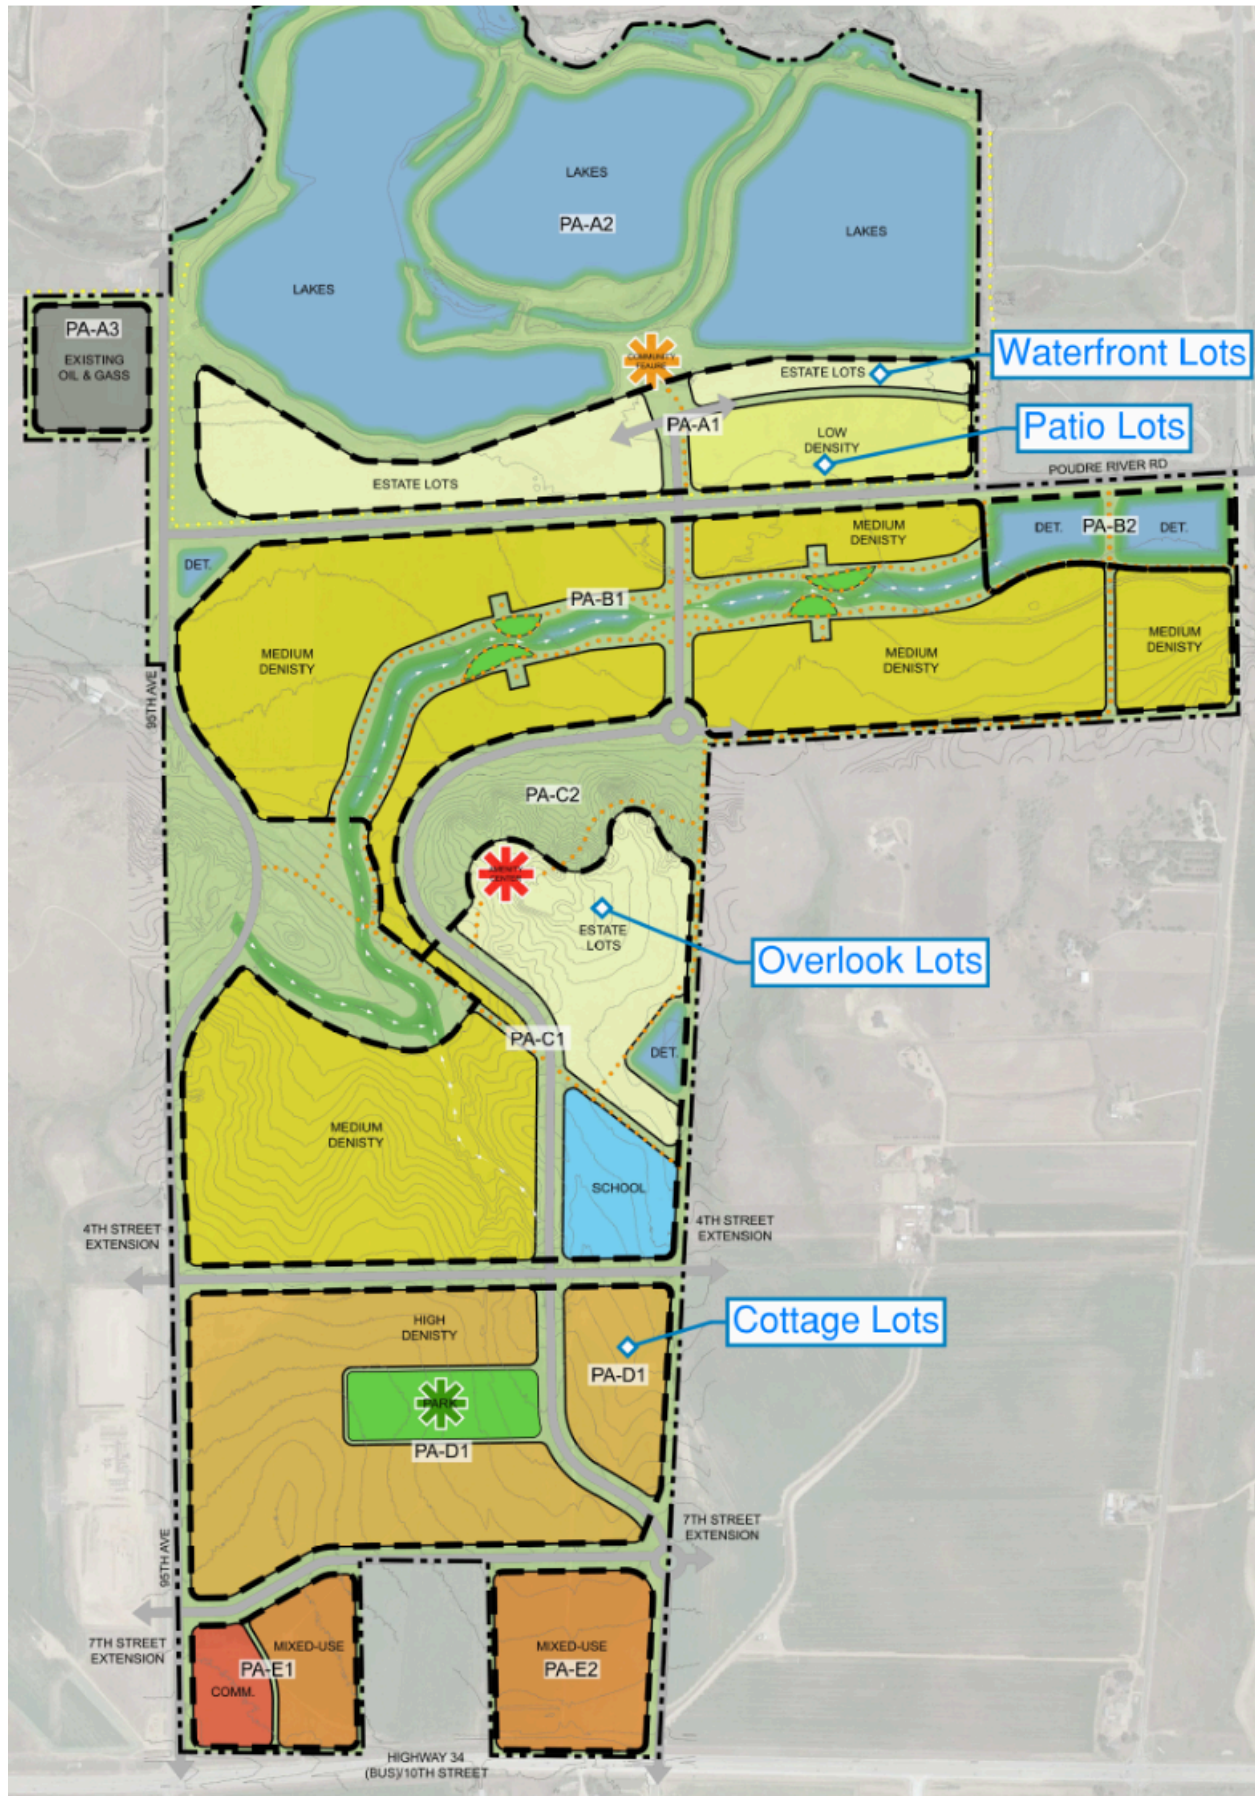 LAKES
PA-A2
LAKES
LAKES
PA-A3
EXISTING
OIL & GASS
COMMUNITY
FEAURE
ESTATE LOTS
Waterfront Lots
PA-A1
LOW
DENSITY
Patio Lots
ESTATE LOTS
POUDRE RIVER RD
MEDIUM
DENISTY
DET.
PA-B2
DET.
DET.
PA-B1
MEDIUM
DENISTY
MEDIUM
DENISTY
MEDIUM
DENISTY
95TH AVE
PA-C2
AMENITY
CENTER
ESTATE
LOTS
Overlook Lots
PA-C1
DET.
MEDIUM
DENISTY
SCHOOL
4TH STREET
EXTENSION
4TH STREET
EXTENSION
HIGH
DENISTY
Cottage Lots
PA-D1
PARK
PA-D1
7TH STREET
EXTENSION
95TH AVE
7TH STREET
EXTENSION
MIXED-USE
PA-E1
COMM.
MIXED-USE
PA-E2
HIGHWAY 34
(BUS)/10TH STREET